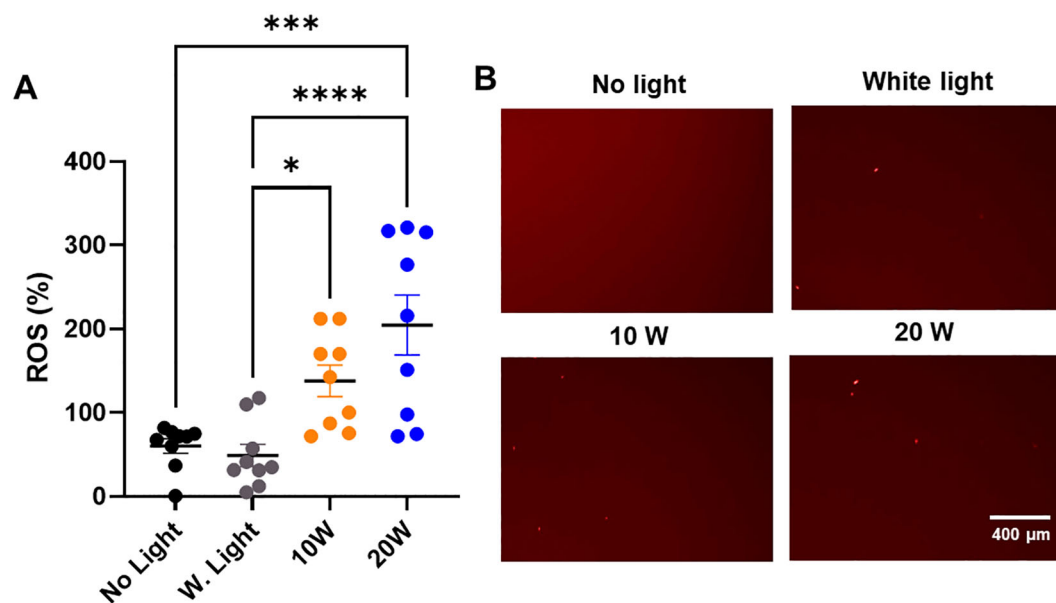 ***
A
****
*
400
300
200
100
0
ROS (%)
No Light
W. Light
10W
20W
B
No light
White light
10 W
20 W
400 µm